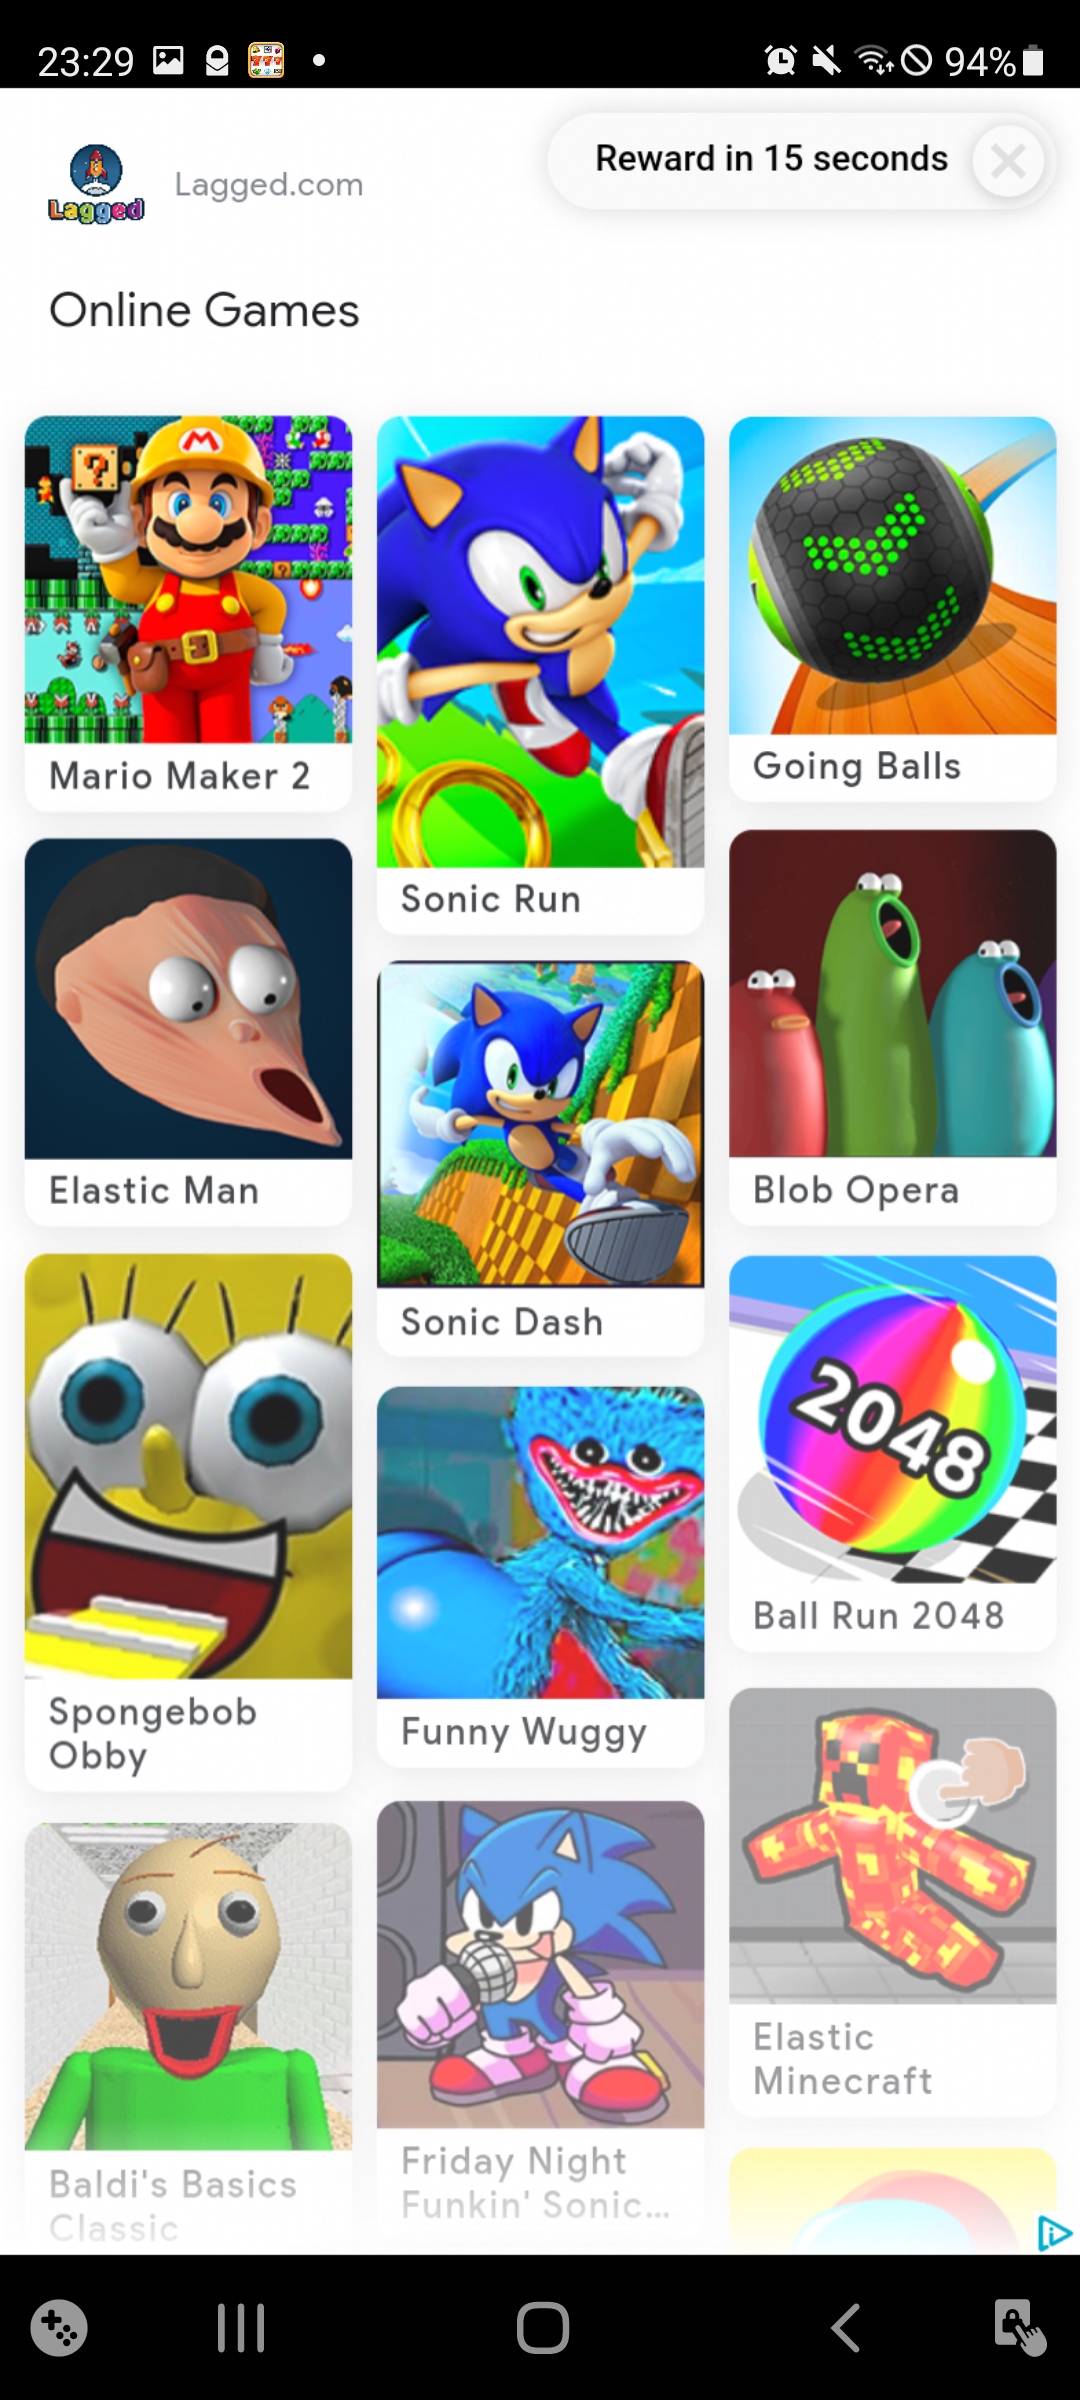 23:29
94%
Lagged
Lagged.com
Reward in 15 seconds
Online Games
M
?
Mario Maker 2
Sonic Run
Going Balls
Elastic Man
Sonic Dash
Blob Opera
2048
Spongebob
Obby
Funny Wuggy
Ball Run 2048
Baldi's Basics
Classic
Friday Night
Funkin' Sonic...
Elastic
Minecraft